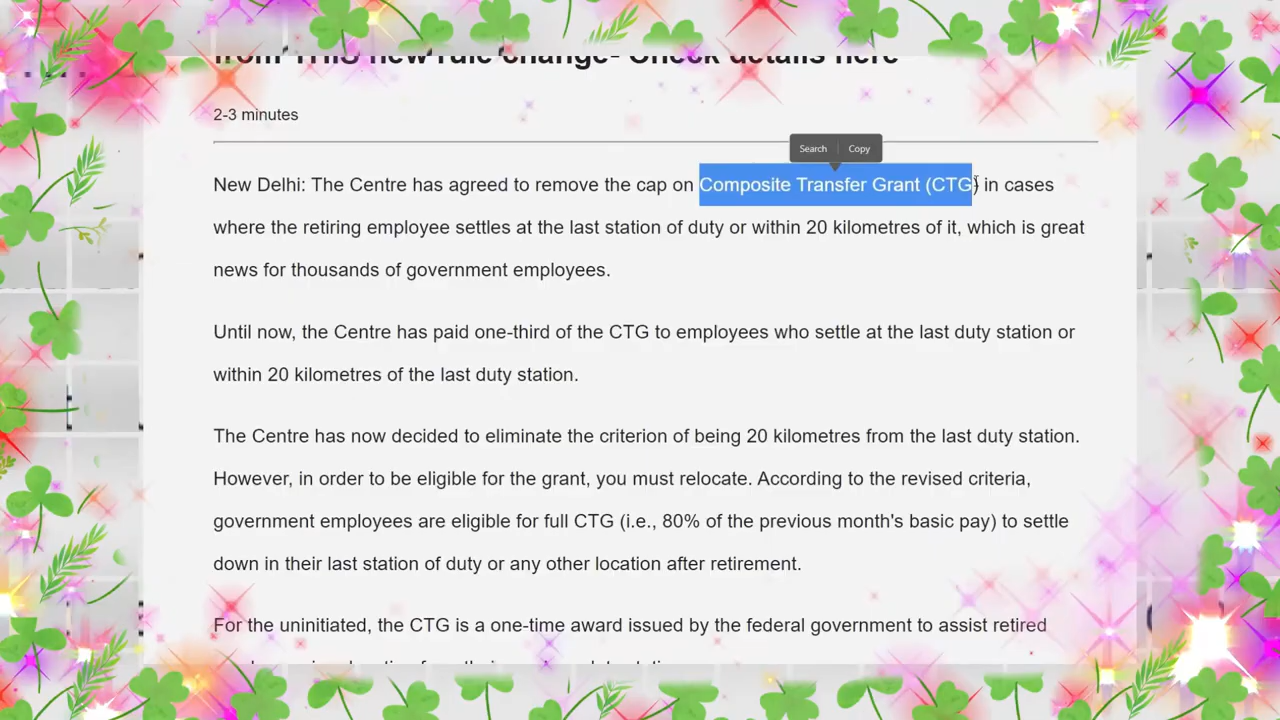 from THIS new rule change- Check details here
2-3 minutes
Search Copy
New Delhi: The Centre has agreed to remove the cap on Composite Transfer Grant (CTG) in cases
where the retiring employee settles at the last station of duty or within 20 kilometres of it, which is great
news for thousands of government employees.
Until now, the Centre has paid one-third of the CTG to employees who settle at the last duty station or
within 20 kilometres of the last duty station.
The Centre has now decided to eliminate the criterion of being 20 kilometres from the last duty station.
However, in order to be eligible for the grant, you must relocate. According to the revised criteria,
government employees are eligible for full CTG (i.e., 80% of the previous month's basic pay) to settle
down in their last station of duty or any other location after retirement.
For the uninitiated, the CTG is a one-time award issued by the federal government to assist retired